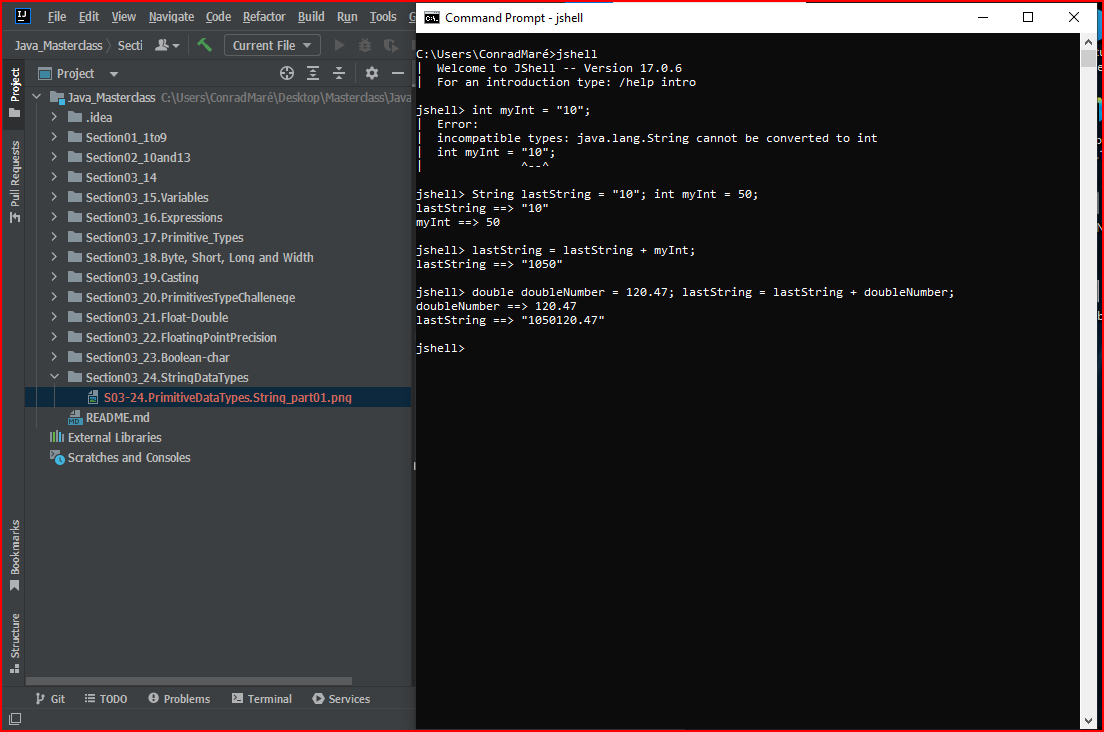 File Edit View Navigate Code Refactor Build Run Tools G
Java_Masterclass Secti Current File
Project
Java_Masterclass C:\Users\ConradMaré\Desktop\Masterclass\Java
.idea
Section01_1to9
Section02_10and13
Section03_14
Section03_15.Variables
Section03_16.Expressions
Section03_17.Primitive_Types
Section03_18.Byte, Short, Long and Width
Section03_19.Casting
Section03_20.PrimitivesTypeChallenege
Section03_21.Float-Double
Section03_22.FloatingPointPrecision
Section03_23.Boolean-char
Section03_24.StringDataTypes
S03-24.PrimitiveDataTypes.String_part01.png
README.md
External Libraries
Scratches and Consoles
Project
Pull Requests
Bookmarks
Structure
Git TODO Problems Terminal Services
Command Prompt - jshell
C:\Users\ConradMaré>jshell
|  Welcome to JShell -- Version 17.0.6
|  For an introduction type: /help intro
jshell> int myInt = "10";
|  Error:
|  incompatible types: java.lang.String cannot be converted to int
|  int myInt = "10";
|              ^--^
jshell> String lastString = "10"; int myInt = 50;
lastString ==> "10"
myInt ==> 50
jshell> lastString = lastString + myInt;
lastString ==> "1050"
jshell> double doubleNumber = 120.47; lastString = lastString + doubleNumber;
doubleNumber ==> 120.47
lastString ==> "1050120.47"
jshell>